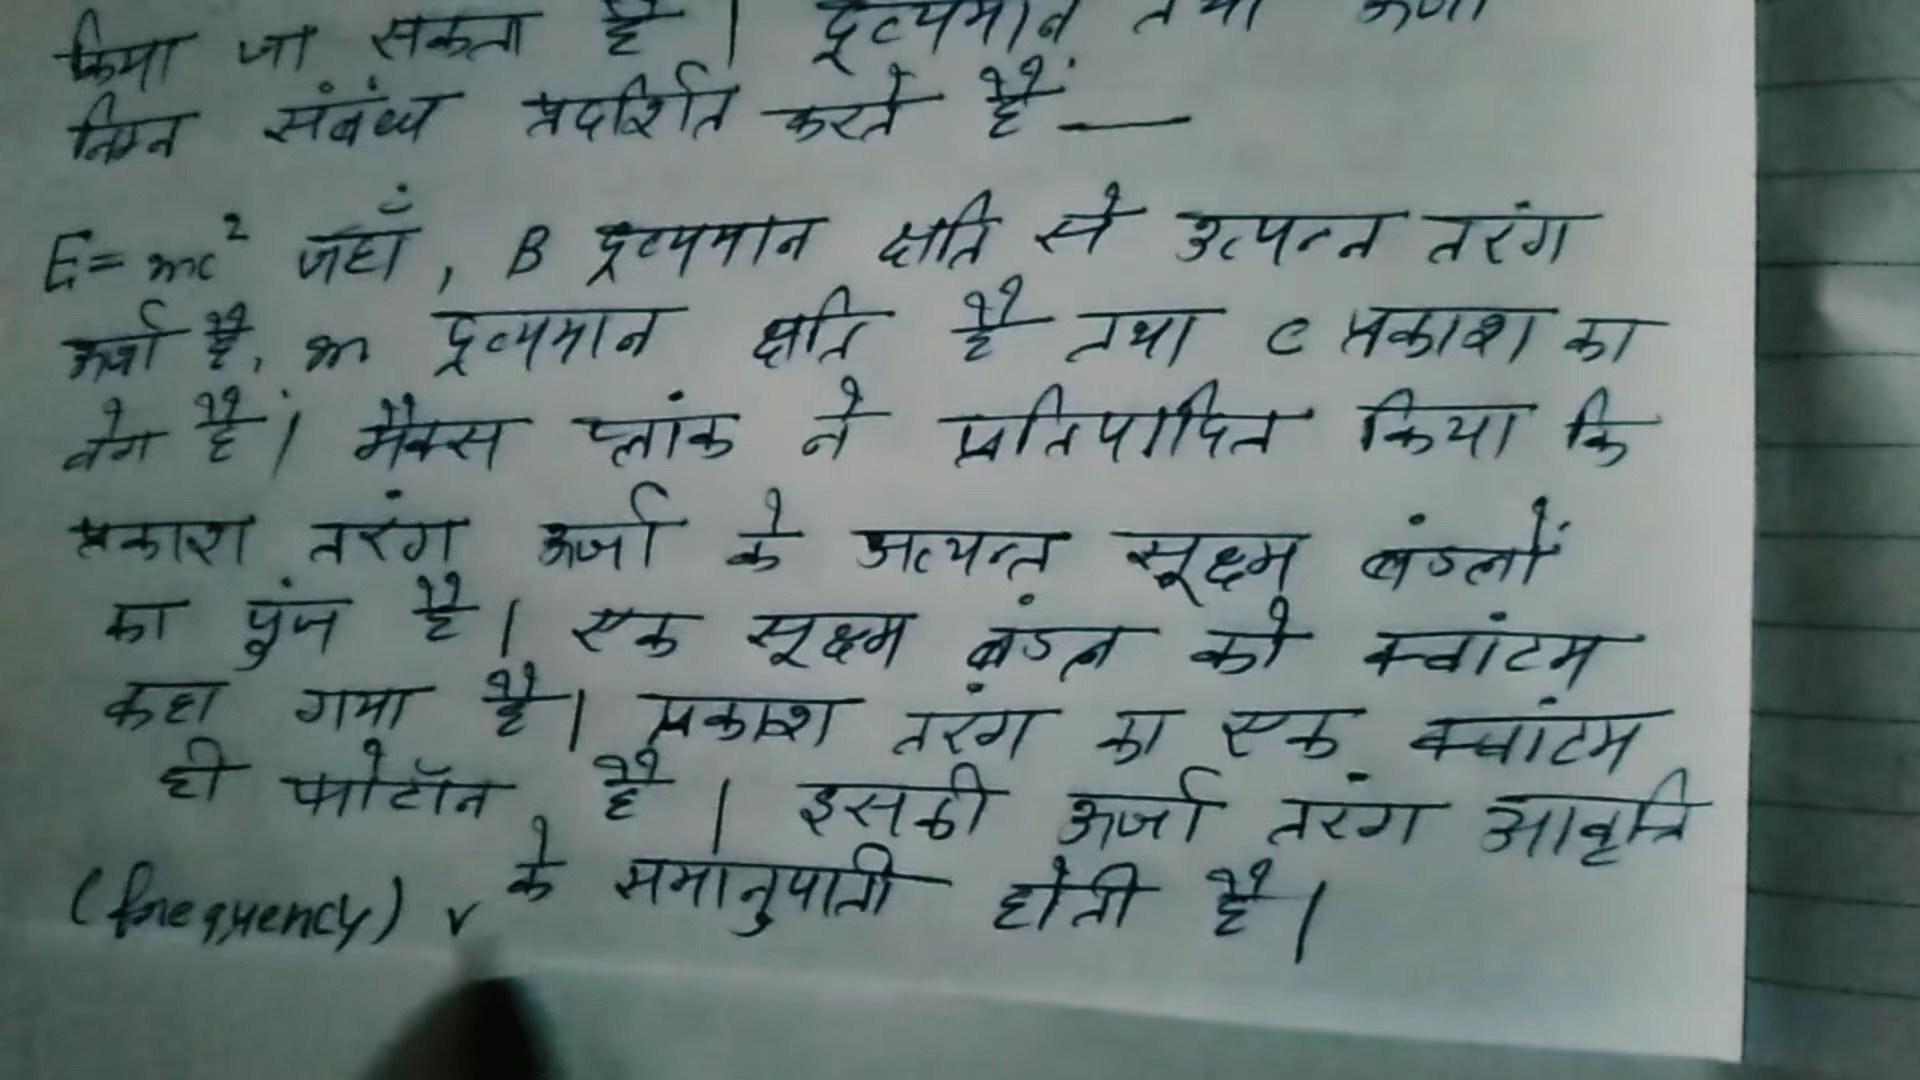 किया जा सकता है। द्रव्यमान तथा ऊर्जा
निम्न संबंध प्रदर्शित करते हैं —
E = mc² जहाँ, B द्रव्यमान क्षति से उत्पन्न तरंग
ऊर्जा है, m द्रव्यमान क्षति है तथा c प्रकाश का
वेग है। मैक्स प्लांक ने प्रतिपादित किया कि
प्रकाश तरंग ऊर्जा के अत्यन्त सूक्ष्म बंडलों
का पुंज है। एक सूक्ष्म बंडल को क्वांटम
कहा गया है। प्रकाश तरंग का एक क्वांटम
ही फोटॉन है। इसकी ऊर्जा तरंग आवृत्ति
(frequency) v के समानुपाती होती है।